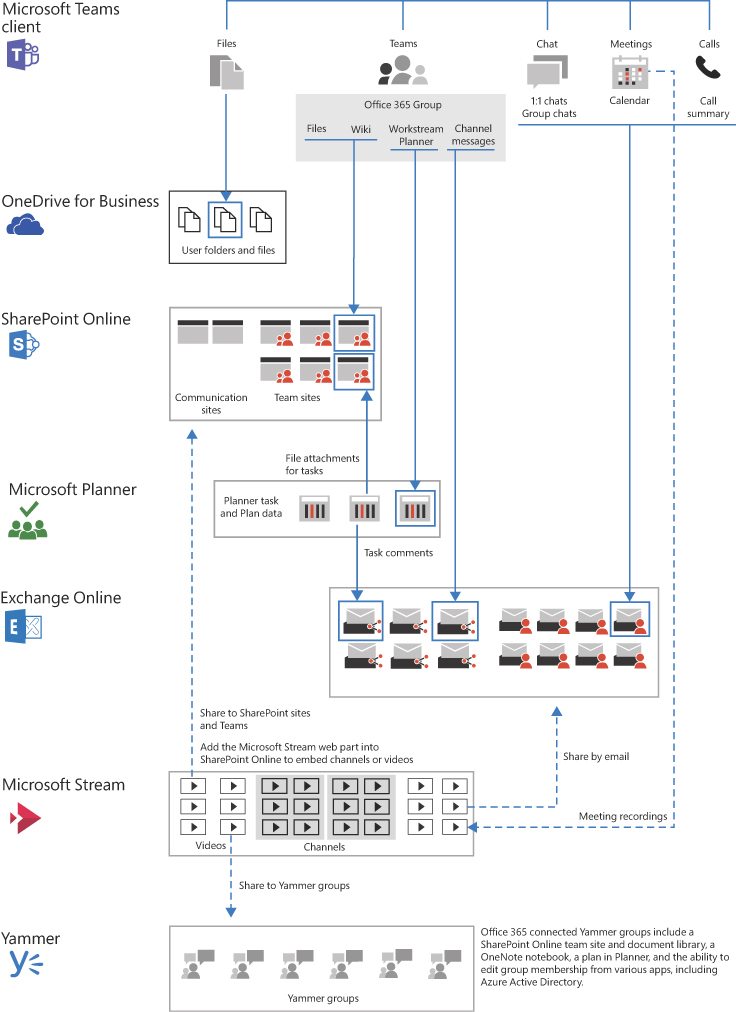 Microsoft Teams
client
T
Files
Teams
Chat
Meetings
Calls
Office 365 Group
Files
Wiki
Workstream
Planner
Channel
messages
1:1 chats
Group chats
Calendar
Call
summary
OneDrive for Business
User folders and files
SharePoint Online
S
Communication
sites
Team sites
File attachments
for tasks
Microsoft Planner
Planner task
and Plan data
Task comments
Exchange Online
E
Share to SharePoint sites
and Teams
Add the Microsoft Stream web part into
SharePoint Online to embed channels or videos
Share by email
Microsoft Stream
Meeting recordings
Videos
Channels
Share to Yammer groups
Yammer
y
Yammer groups
Office 365 connected Yammer groups include a
SharePoint Online team site and document library, a
OneNote notebook, a plan in Planner, and the ability to
edit group membership from various apps, including
Azure Active Directory.